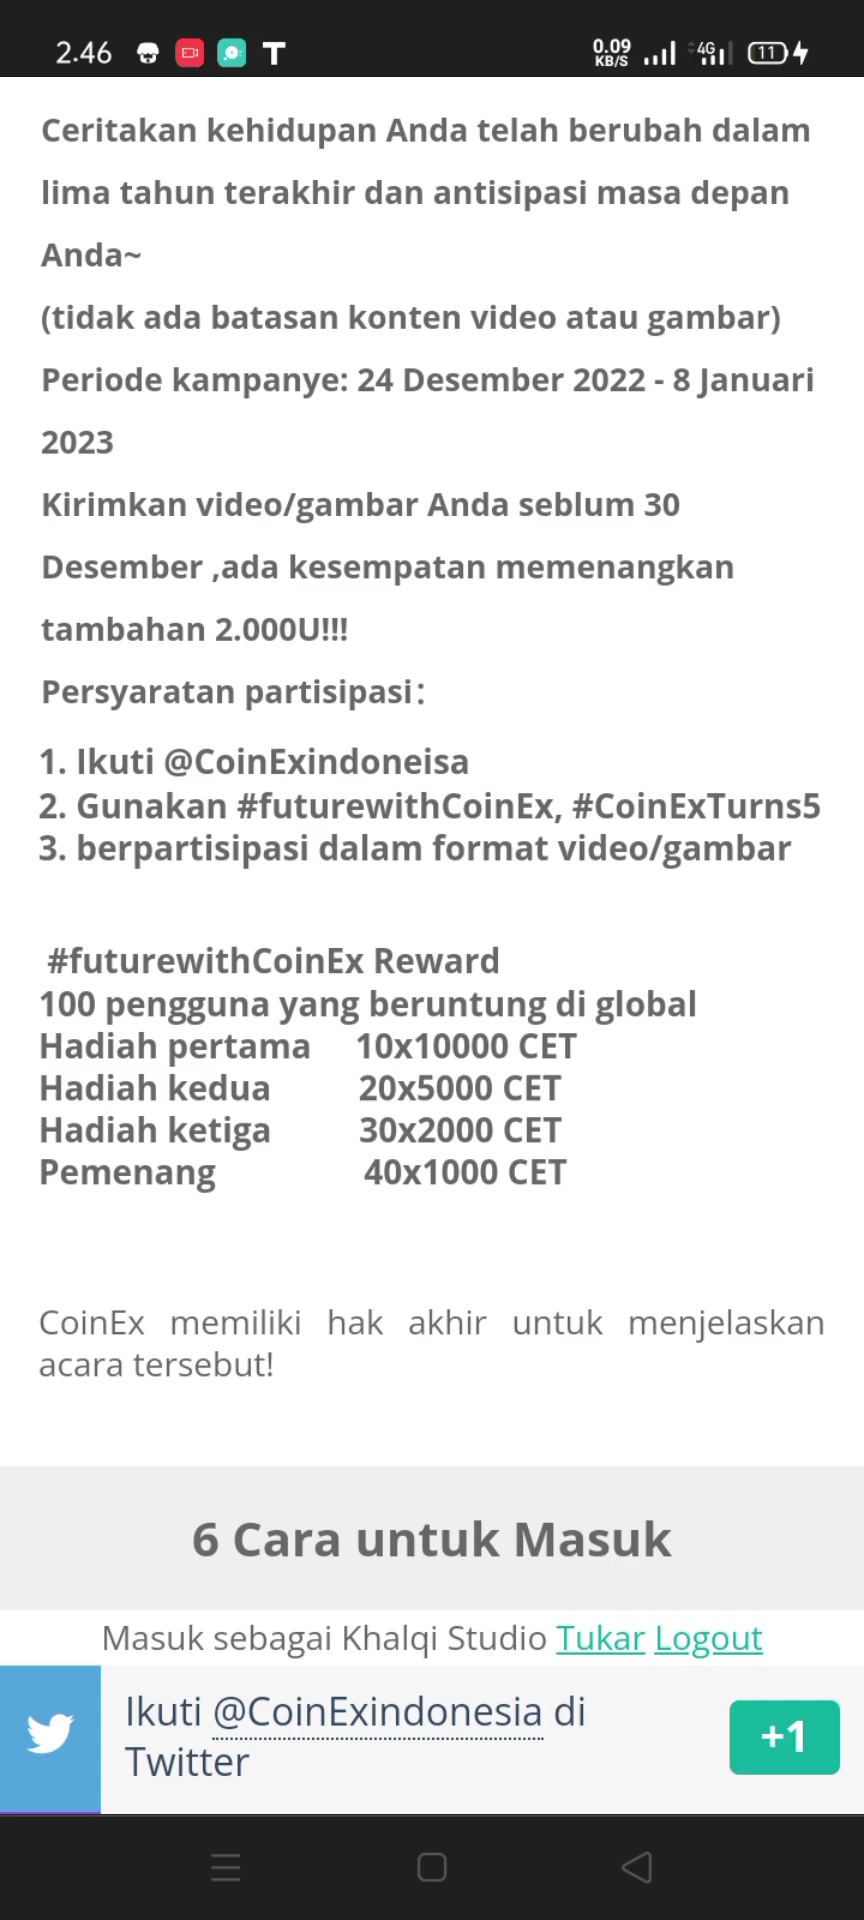 2.46 T 0.09 KB/S 4G 11
Ceritakan kehidupan Anda telah berubah dalam
lima tahun terakhir dan antisipasi masa depan
Anda~
(tidak ada batasan konten video atau gambar)
Periode kampanye: 24 Desember 2022 - 8 Januari
2023
Kirimkan video/gambar Anda seblum 30
Desember ,ada kesempatan memenangkan
tambahan 2.000U!!!
Persyaratan partisipasi：
1. Ikuti @CoinExindoneisa
2. Gunakan #futurewithCoinEx, #CoinExTurns5
3. berpartisipasi dalam format video/gambar
#futurewithCoinEx Reward
100 pengguna yang beruntung di global
Hadiah pertama 10x10000 CET
Hadiah kedua 20x5000 CET
Hadiah ketiga 30x2000 CET
Pemenang 40x1000 CET
CoinEx memiliki hak akhir untuk menjelaskan
acara tersebut!
6 Cara untuk Masuk
Masuk sebagai Khalqi Studio Tukar Logout
Ikuti @CoinExindonesia di
Twitter
+1